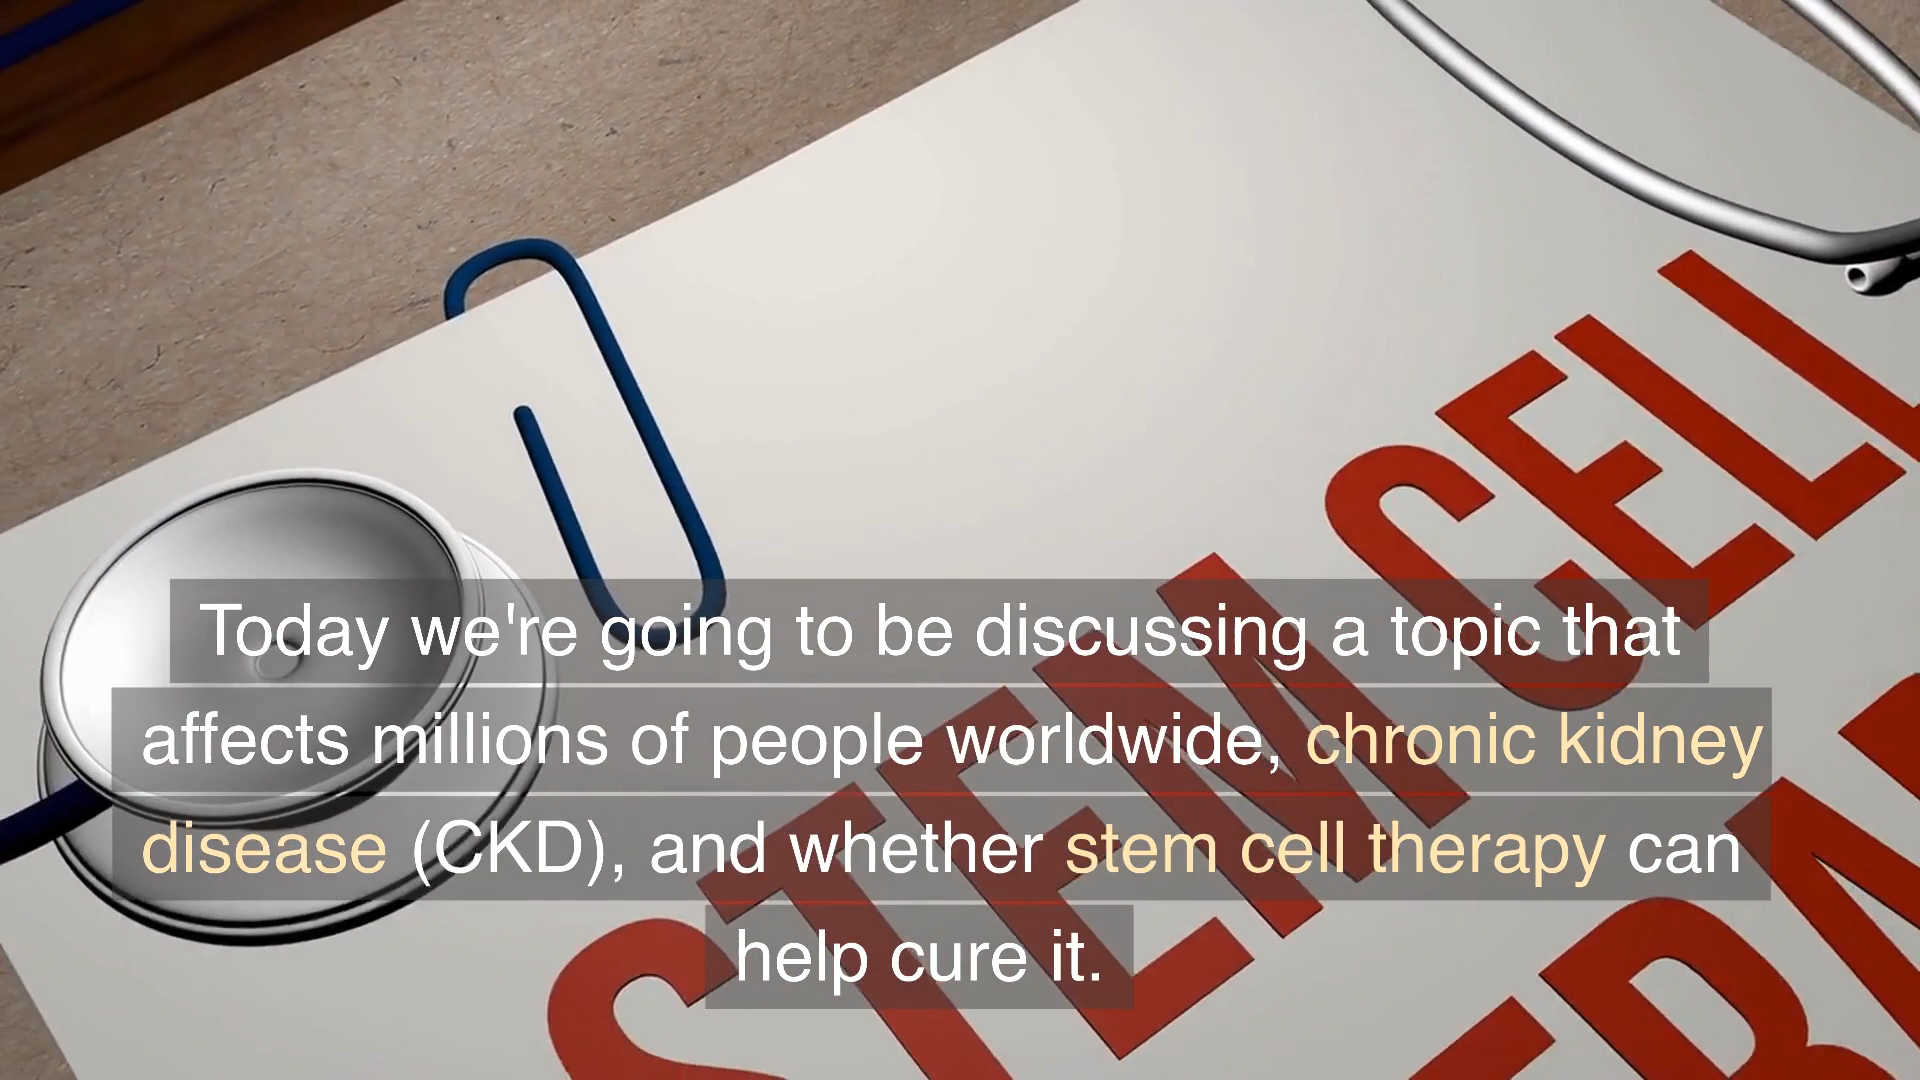 STEM CELL
Today we're going to be discussing a topic that
affects millions of people worldwide, chronic kidney
disease (CKD), and whether stem cell therapy can
help cure it.